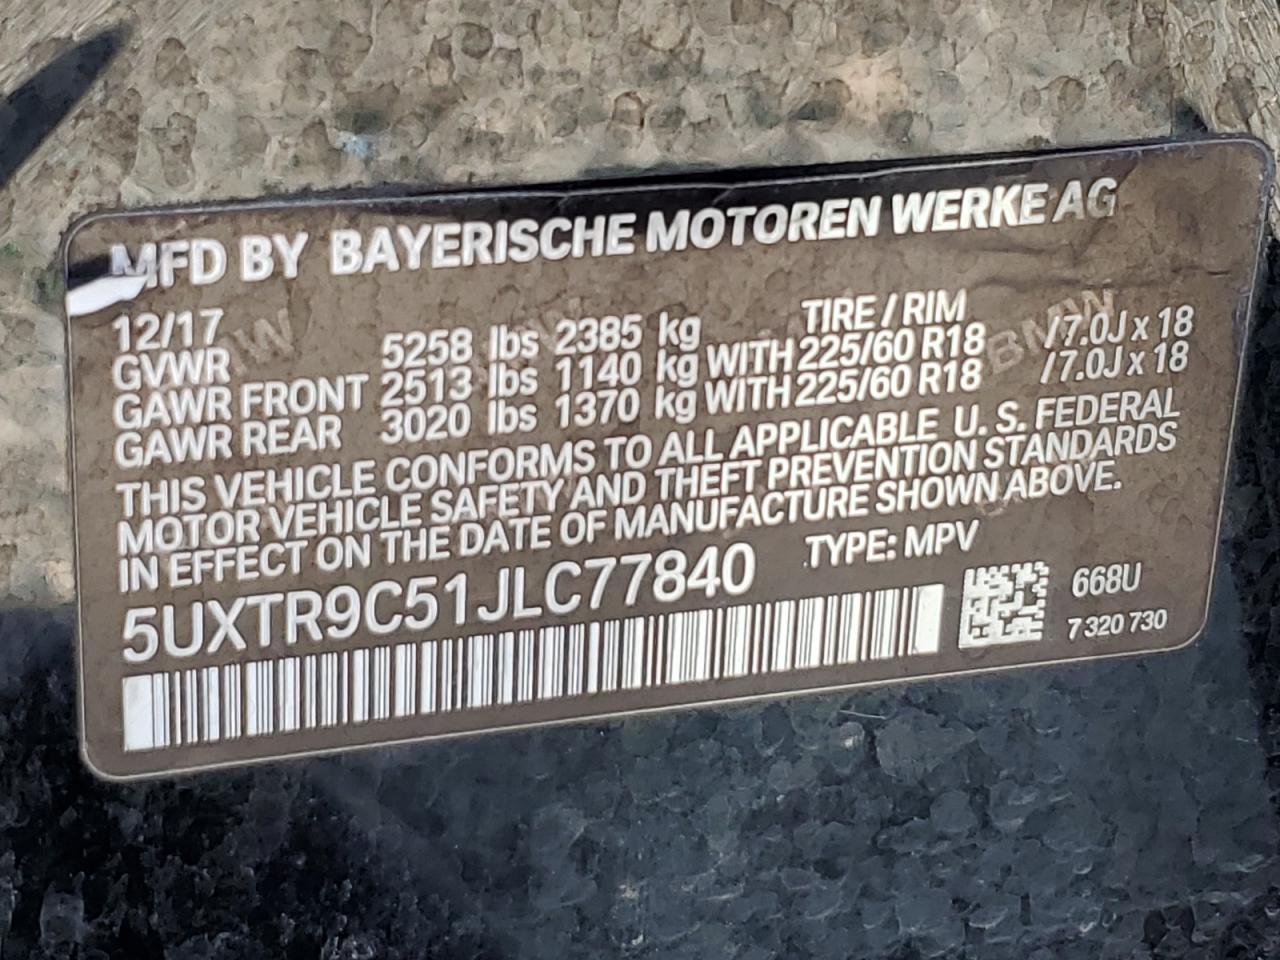 MFD BY BAYERISCHE MOTOREN WERKE AG
12/17 TIRE / RIM
GVWR 5258 lbs 2385 kg
GAWR FRONT 2513 lbs 1140 kg WITH 225/60 R18 /7.0J x 18
GAWR REAR 3020 lbs 1370 kg WITH 225/60 R18 /7.0J x 18
THIS VEHICLE CONFORMS TO ALL APPLICABLE U. S. FEDERAL
MOTOR VEHICLE SAFETY AND THEFT PREVENTION STANDARDS
IN EFFECT ON THE DATE OF MANUFACTURE SHOWN ABOVE.
5UXTR9C51JLC77840 TYPE: MPV
668U
7 320 730
BMW